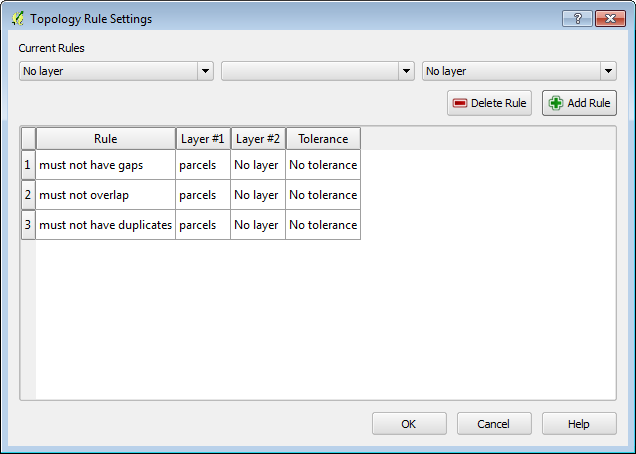 Topology Rule Settings
?
Current Rules
No layer No layer
Delete Rule Add Rule
Rule Layer #1 Layer #2 Tolerance
1 must not have gaps parcels No layer No tolerance
2 must not overlap parcels No layer No tolerance
3 must not have duplicates parcels No layer No tolerance
OK Cancel Help